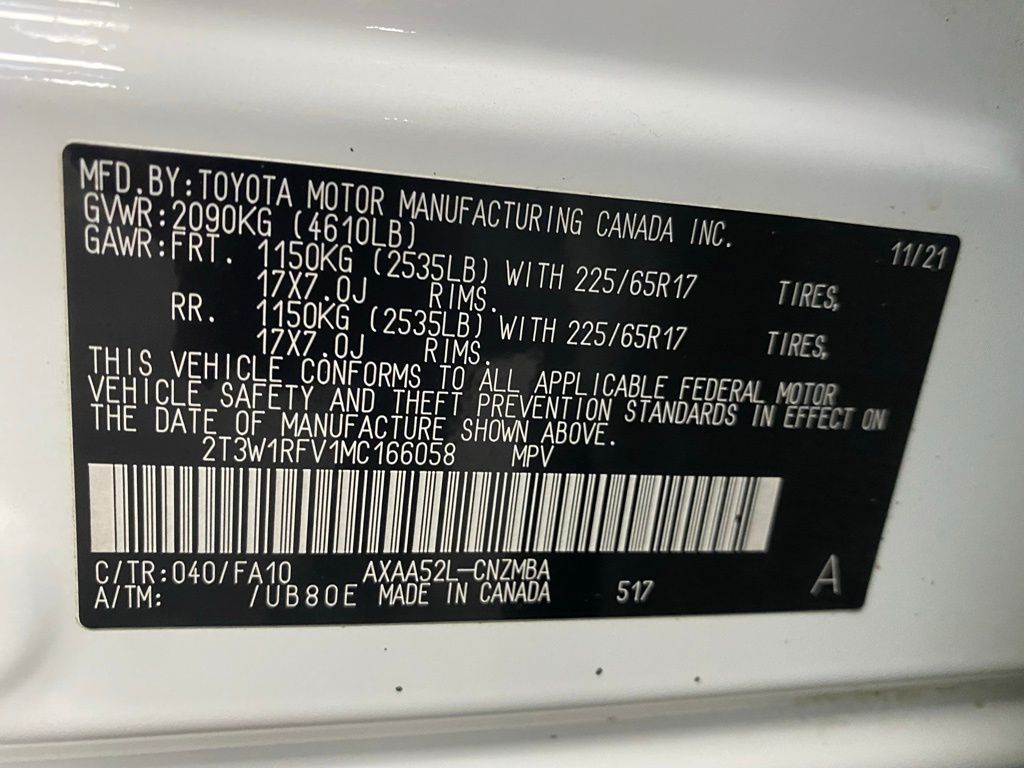 MFD.BY:TOYOTA MOTOR MANUFACTURING CANADA INC. 11/21
GVWR:2090KG (4610LB)
GAWR:FRT. 1150KG (2535LB) WITH 225/65R17 TIRES,
17X7.0J RIMS.
RR. 1150KG (2535LB) WITH 225/65R17 TIRES,
17X7.0J RIMS.
THIS VEHICLE CONFORMS TO ALL APPLICABLE FEDERAL MOTOR
VEHICLE SAFETY AND THEFT PREVENTION STANDARDS IN EFFECT ON
THE DATE OF MANUFACTURE SHOWN ABOVE.
2T3W1RFV1MC166058 MPV
C/TR:040/FA10 AXAA52L-CNZMBA A
A/TM: /UB80E MADE IN CANADA 517